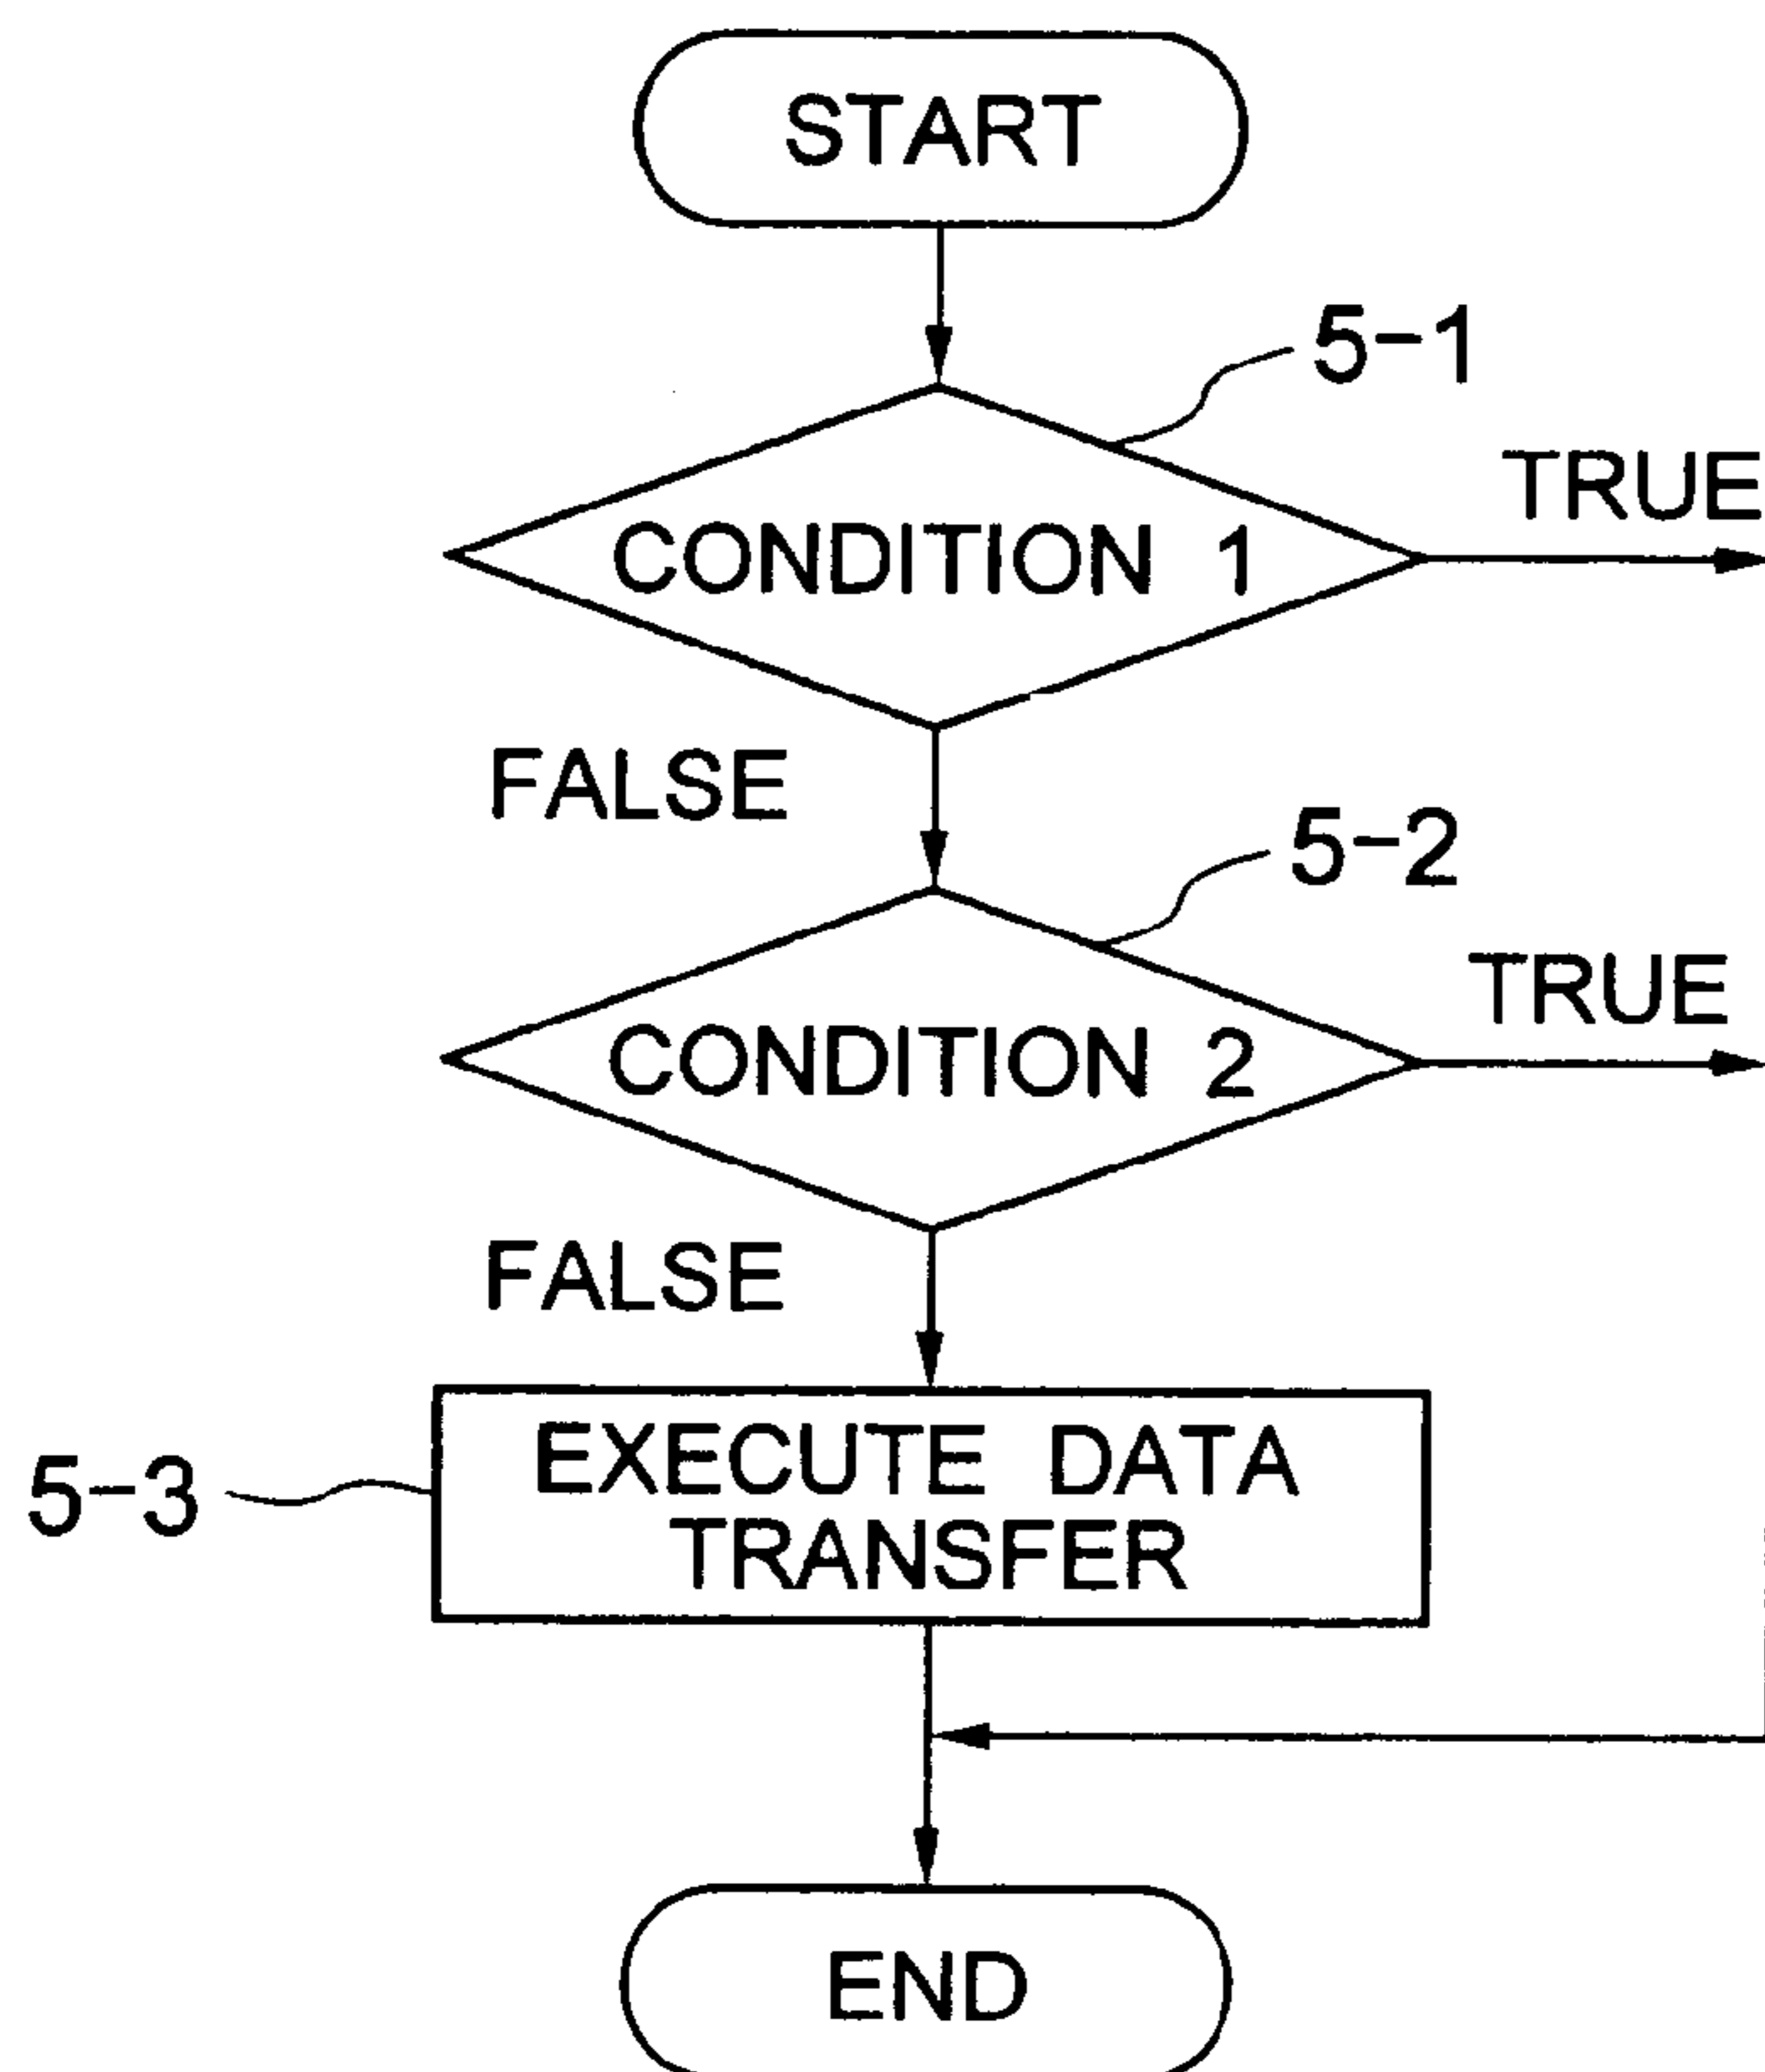 START
5-1
TRUE
CONDITION 1
FALSE
5-2
TRUE
CONDITION 2
FALSE
EXECUTE DATA
TRANSFER
5-3
END